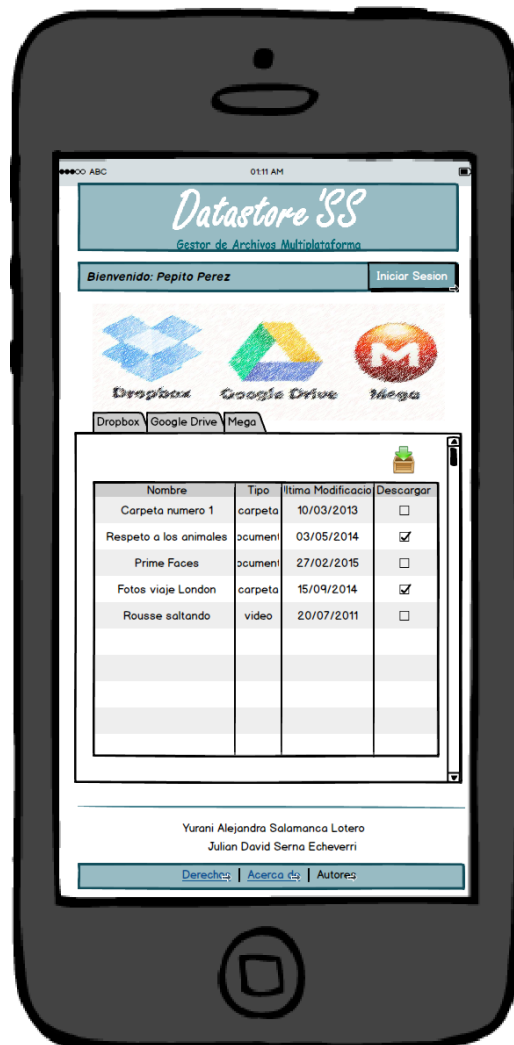 ABC 01:11 AM
Datastore 'SS
Gestor de Archivos Multiplataforma
Bienvenido: Pepito Perez Iniciar Sesion
Dropbox Google Drive Mega
Dropbox Google Drive Mega
Nombre Tipo ltima Modificacio Descargar
Carpeta numero 1 carpeta 10/03/2013
Respeto a los animales ocument 03/05/2014
Prime Faces ocument 27/02/2015
Fotos viaje London carpeta 15/09/2014
Rousse saltando video 20/07/2011
Yurani Alejandra Salamanca Lotero
Julian David Serna Echeverri
Derechos | Acerca de | Autores